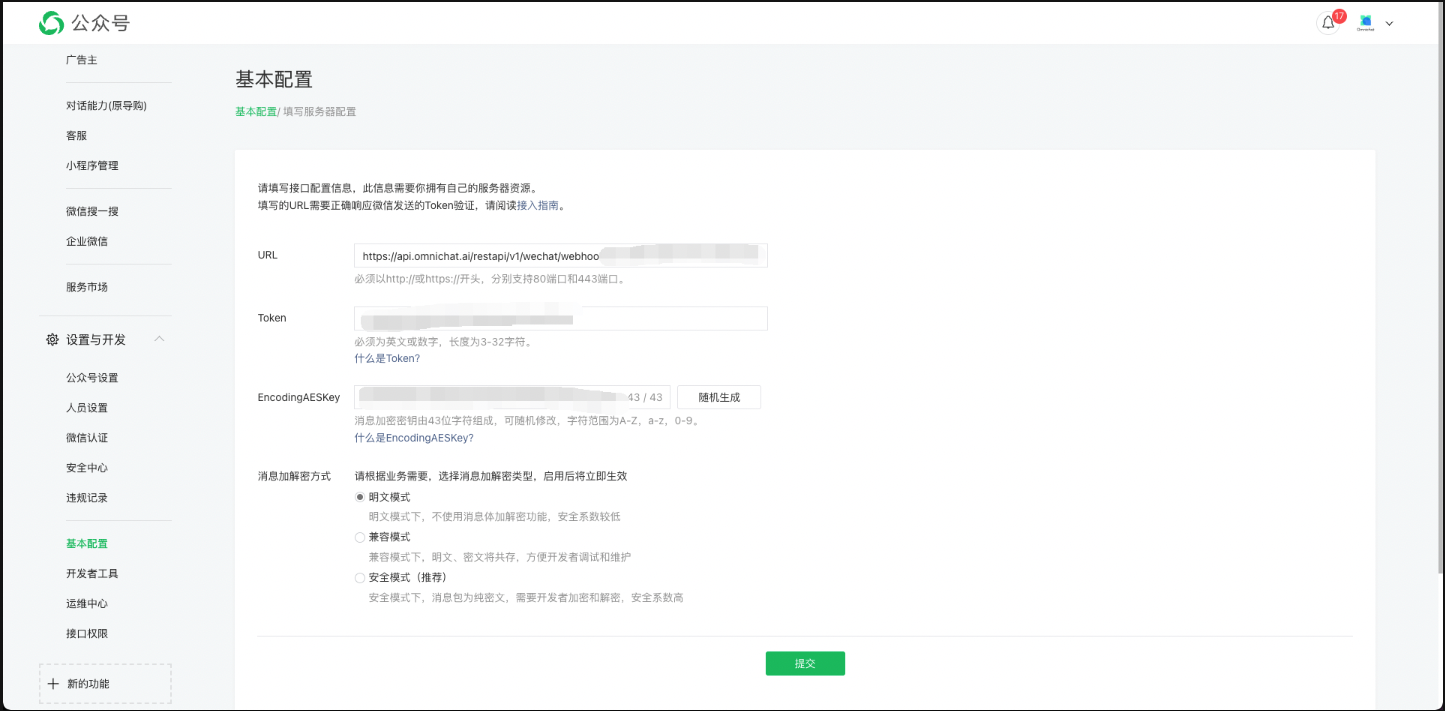 公众号
17
广告主
对话能力(原导购)
客服
小程序管理
微信搜一搜
企业微信
服务市场
设置与开发
公众号设置
人员设置
微信认证
安全中心
违规记录
基本配置
开发者工具
运维中心
接口权限
新的功能
基本配置
基本配置/ 填写服务器配置
请填写接口配置信息，此信息需要你拥有自己的服务器资源。
填写的URL需要正确响应微信发送的Token验证，请阅读接入指南。
URL
https://api.omnichat.ai/restapi/v1/wechat/webhoo
必须以http://或https://开头，分别支持80端口和443端口。
Token
必须为英文或数字，长度为3-32字符。
什么是Token?
EncodingAESKey
43 / 43
随机生成
消息加密密钥由43位字符组成，可随机修改，字符范围为A-Z，a-z，0-9。
什么是EncodingAESKey?
消息加解密方式
请根据业务需要，选择消息加解密类型，启用后将立即生效
明文模式
明文模式下，不使用消息体加解密功能，安全系数较低
兼容模式
兼容模式下，明文、密文将共存，方便开发者调试和维护
安全模式（推荐）
安全模式下，消息包为纯密文，需要开发者加密和解密，安全系数高
提交